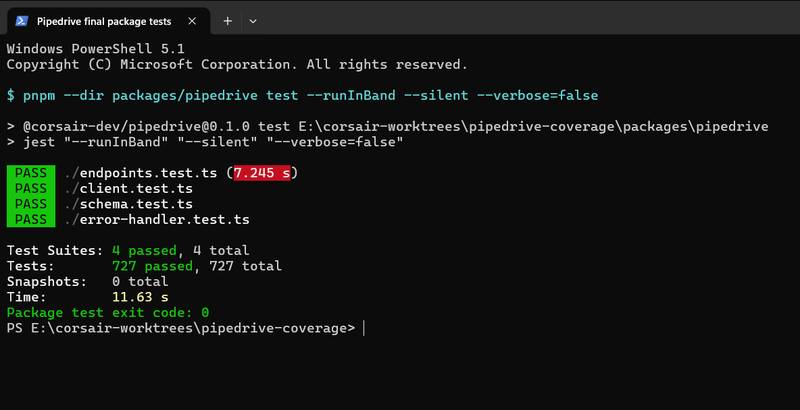 Pipedrive final package tests
Windows PowerShell 5.1
Copyright (C) Microsoft Corporation. All rights reserved.
$ pnpm --dir packages/pipedrive test --runInBand --silent --verbose=false
> @corsair-dev/pipedrive@0.1.0 test E:\corsair-worktrees\pipedrive-coverage\packages\pipedrive
> jest "--runInBand" "--silent" "--verbose=false"
PASS ./endpoints.test.ts (7.245 s)
PASS ./client.test.ts
PASS ./schema.test.ts
PASS ./error-handler.test.ts
Test Suites: 4 passed, 4 total
Tests: 727 passed, 727 total
Snapshots: 0 total
Time: 11.63 s
Package test exit code: 0
PS E:\corsair-worktrees\pipedrive-coverage>